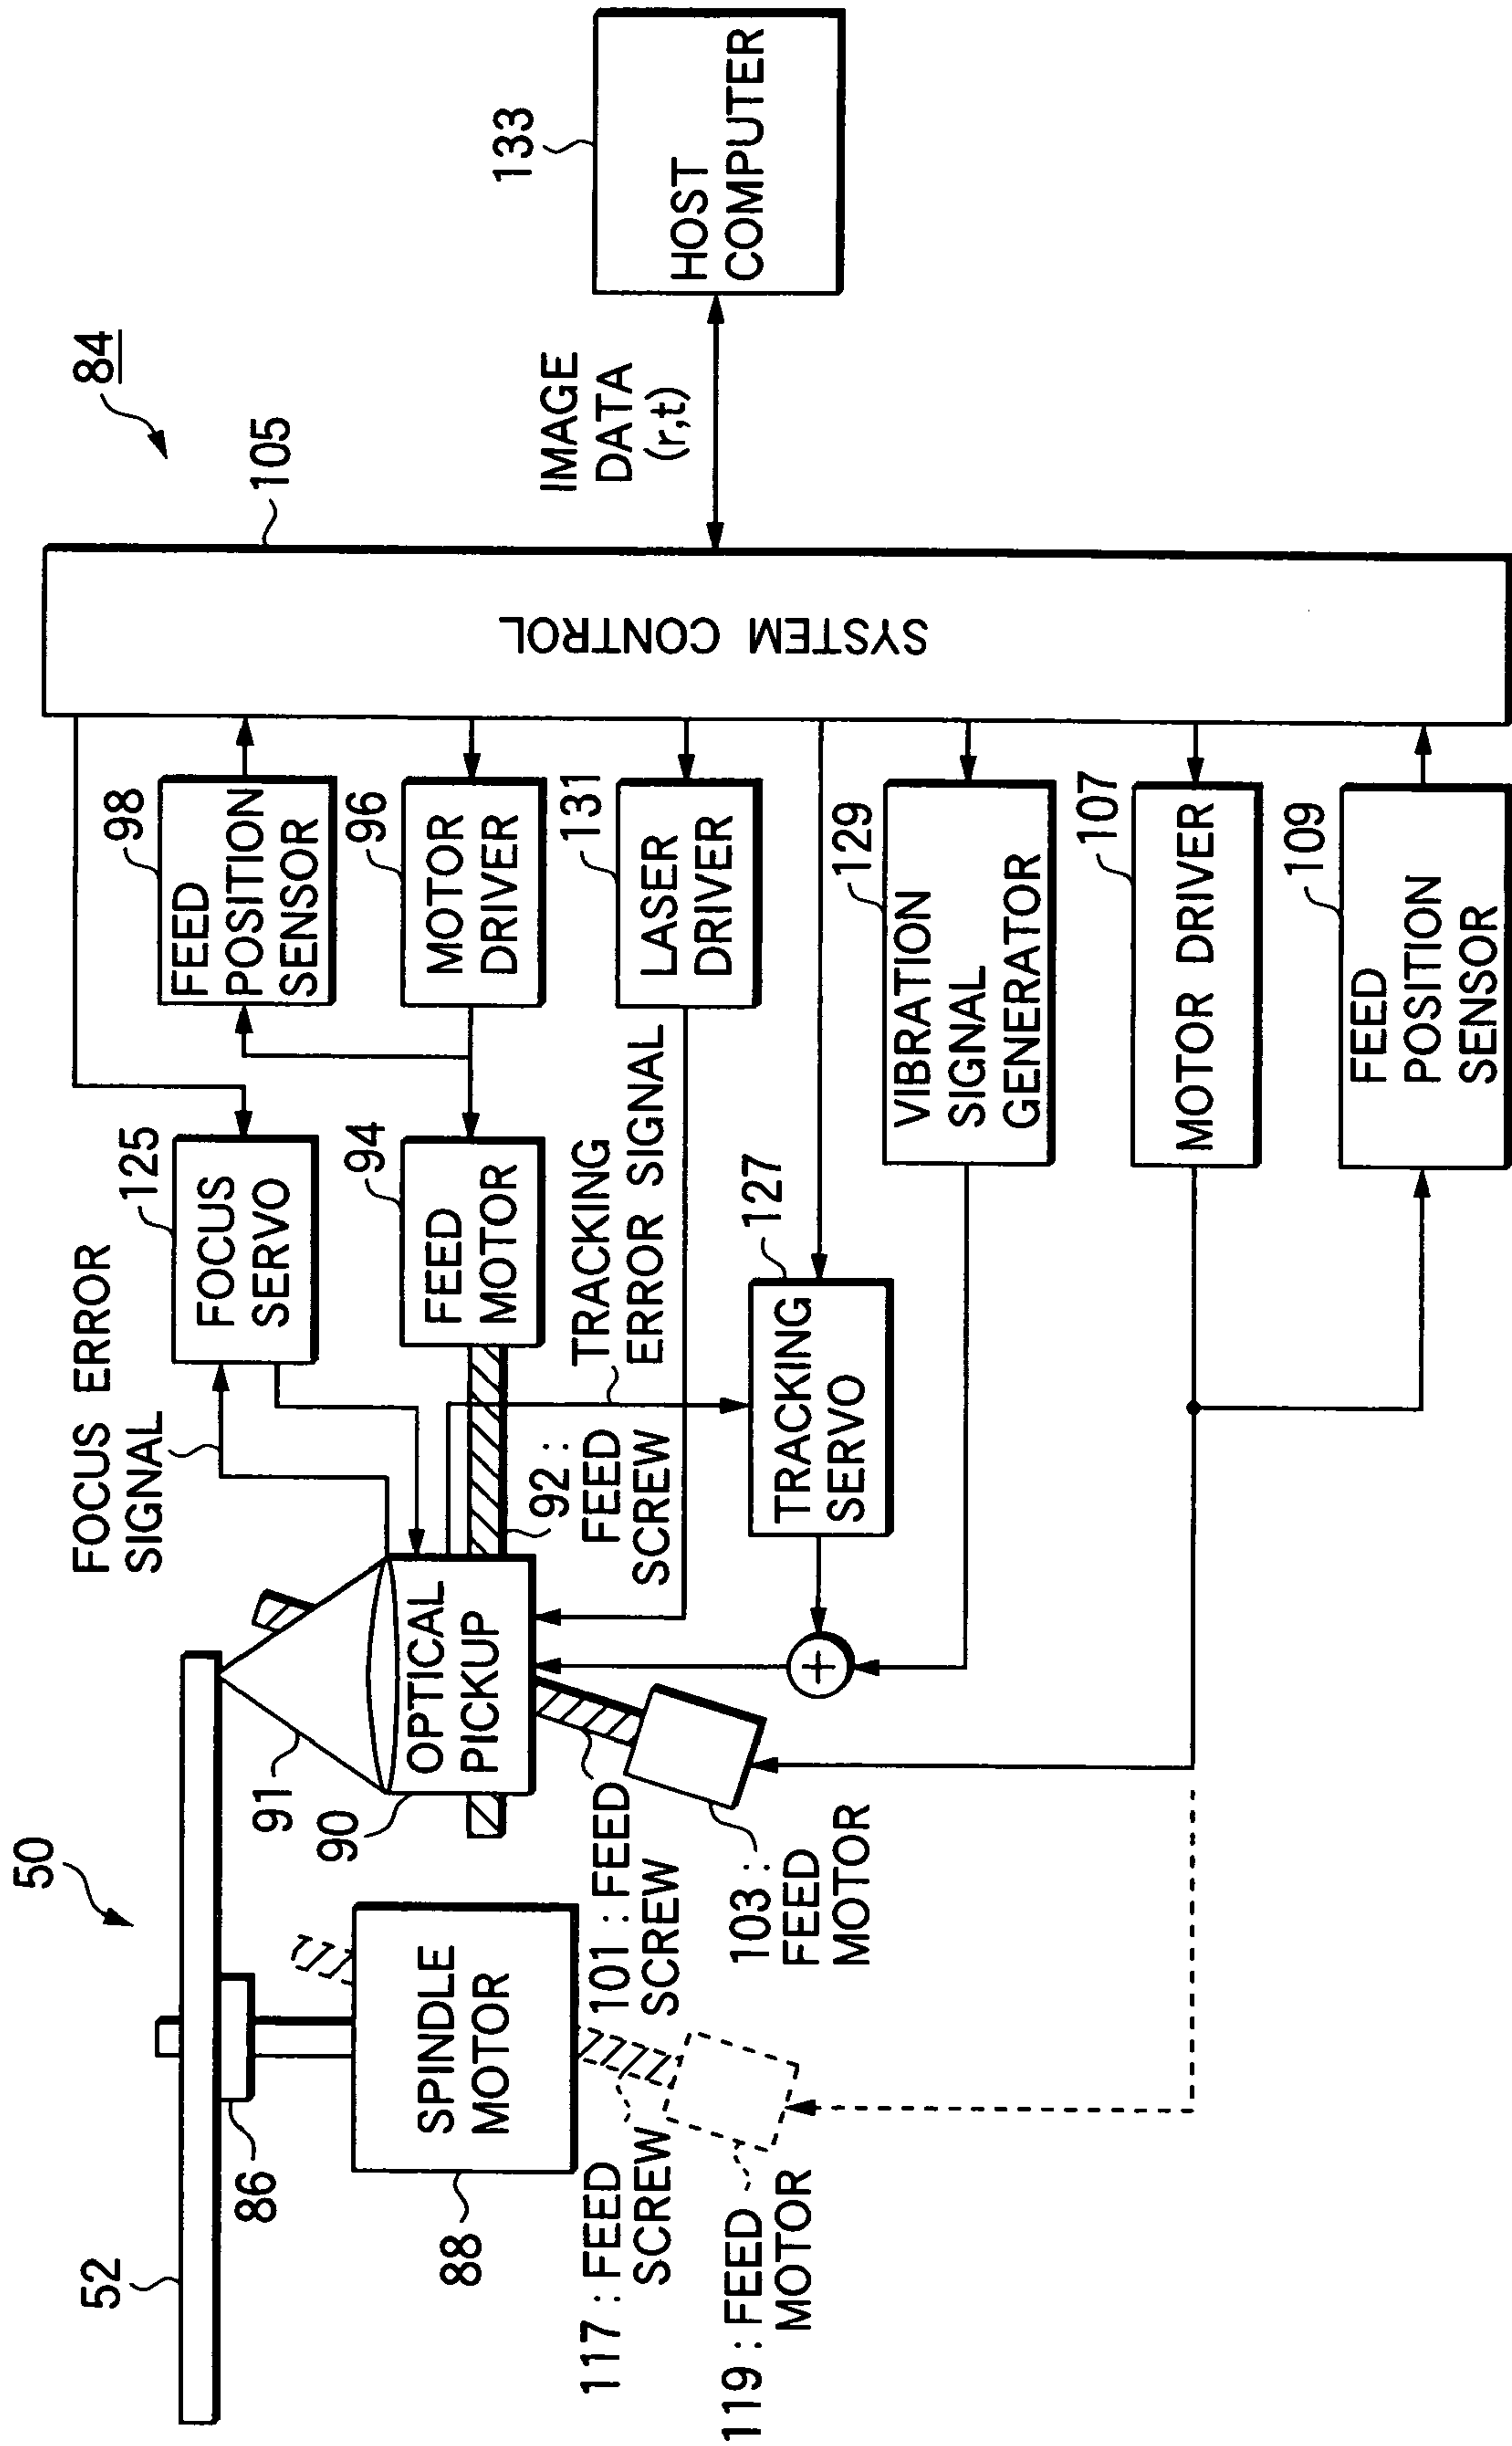 84
50
52
86
88
SPINDLE
MOTOR
117 : FEED
SCREW
119 : FEED
MOTOR
91
90
OPTICAL
PICKUP
101 : FEED
SCREW
103 :
FEED
MOTOR
FOCUS ERROR
SIGNAL
125
FOCUS
SERVO
94
FEED
MOTOR
92 :
FEED
SCREW
TRACKING
ERROR SIGNAL
127
TRACKING
SERVO
+
98
FEED
POSITION
SENSOR
96
MOTOR
DRIVER
131
LASER
DRIVER
129
VIBRATION
SIGNAL
GENERATOR
107
MOTOR DRIVER
109
FEED
POSITION
SENSOR
105
SYSTEM CONTROL
IMAGE
DATA
(r,t)
133
HOST
COMPUTER